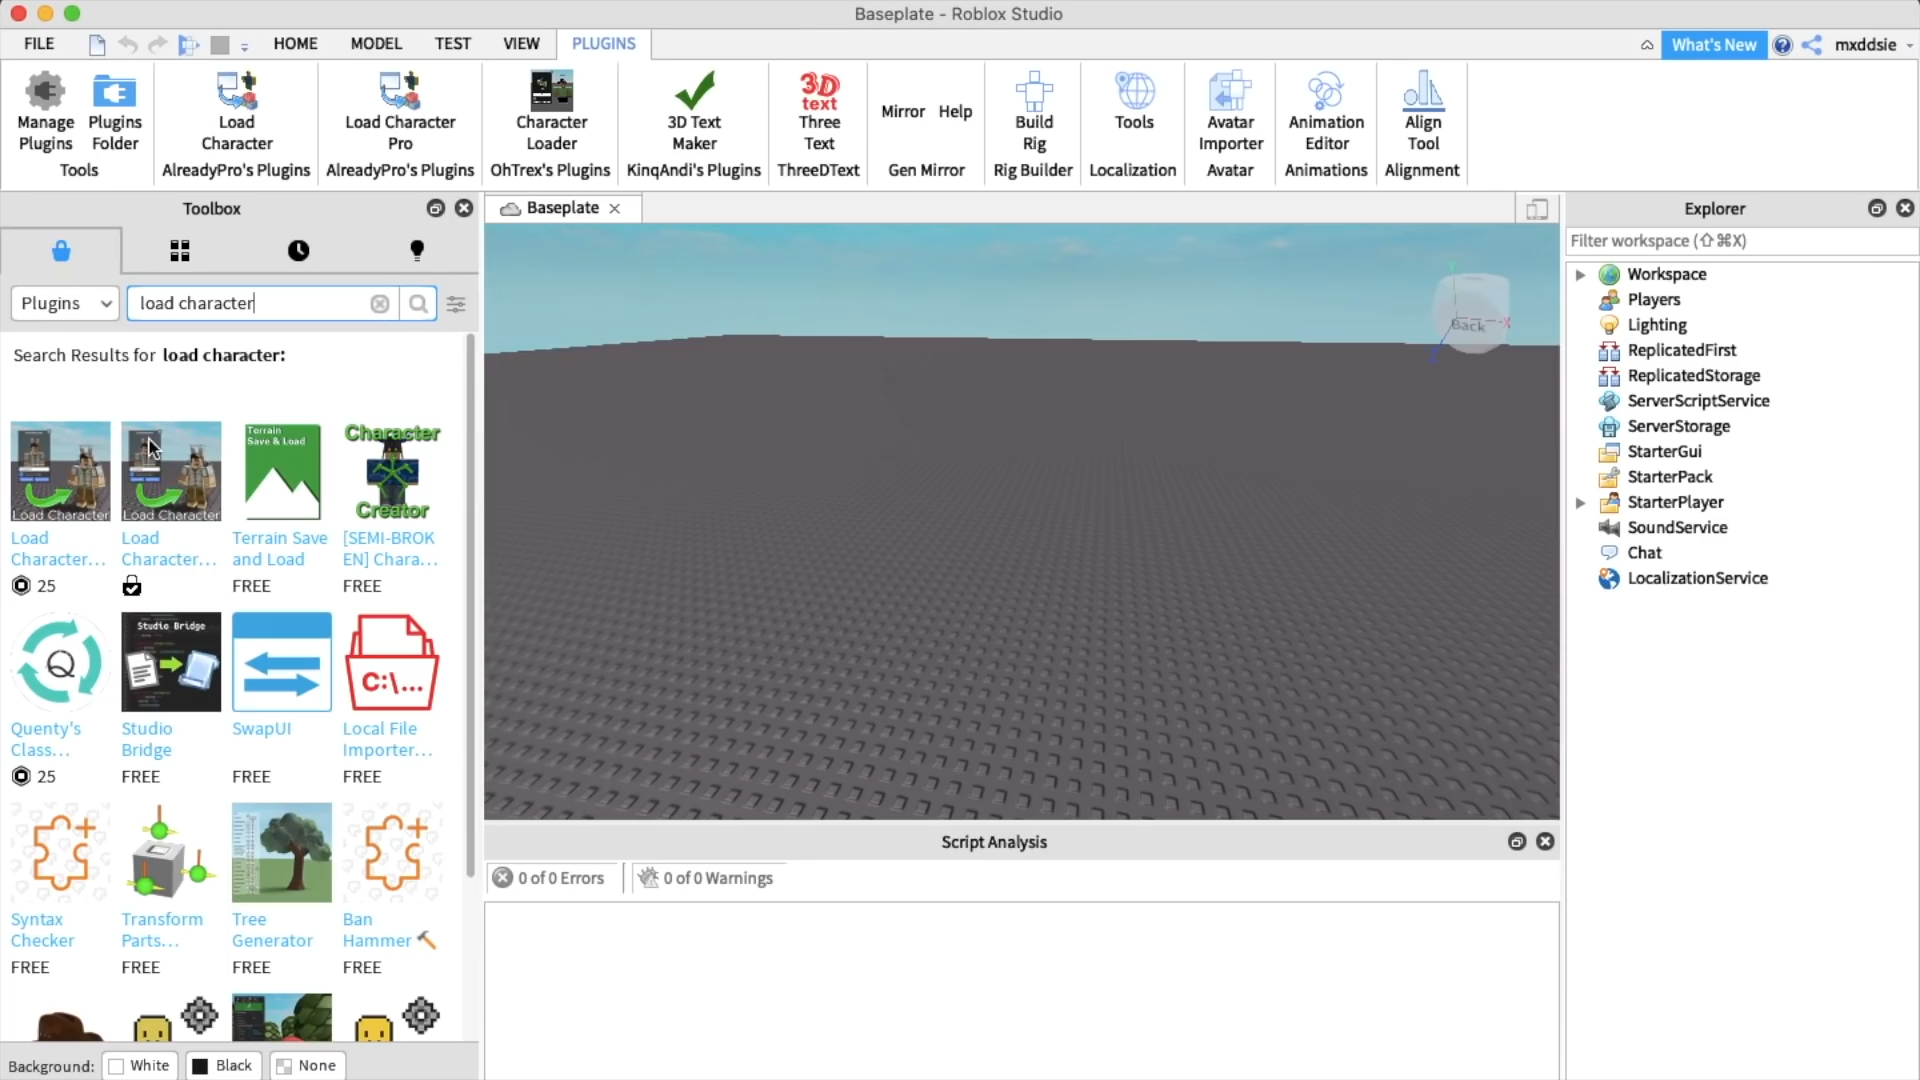 Baseplate - Roblox Studio
FILE HOME MODEL TEST VIEW PLUGINS What's New mxddsie
Manage Plugins
Plugins Folder
Tools
Load Character
AlreadyPro's Plugins
Load Character Pro
AlreadyPro's Plugins
Character Loader
OhTrex's Plugins
3D Text Maker
KinqAndi's Plugins
3D text
Three Text
ThreeDText
Mirror Help
Gen Mirror
Build Rig
Rig Builder
Tools
Localization
Avatar Importer
Avatar
Animation Editor
Animations
Align Tool
Alignment
Toolbox
Plugins load character
Search Results for load character:
Load Character
Load Character...
25
Load Character
Load Character...
Terrain Save & Load
Terrain Save and Load
FREE
Character Creator
[SEMI-BROKEN] Chara...
FREE
Q
Quenty's Class...
25
Studio Bridge
Studio Bridge
FREE
SwapUI
FREE
C:\...
Local File Importer...
FREE
Syntax Checker
FREE
Transform Parts...
FREE
Tree Generator
FREE
Ban Hammer
FREE
Background: White Black None
Baseplate
Back
X
Script Analysis
0 of 0 Errors 0 of 0 Warnings
Explorer
Filter workspace (⇧⌘X)
Workspace
Players
Lighting
ReplicatedFirst
ReplicatedStorage
ServerScriptService
ServerStorage
StarterGui
StarterPack
StarterPlayer
SoundService
Chat
LocalizationService